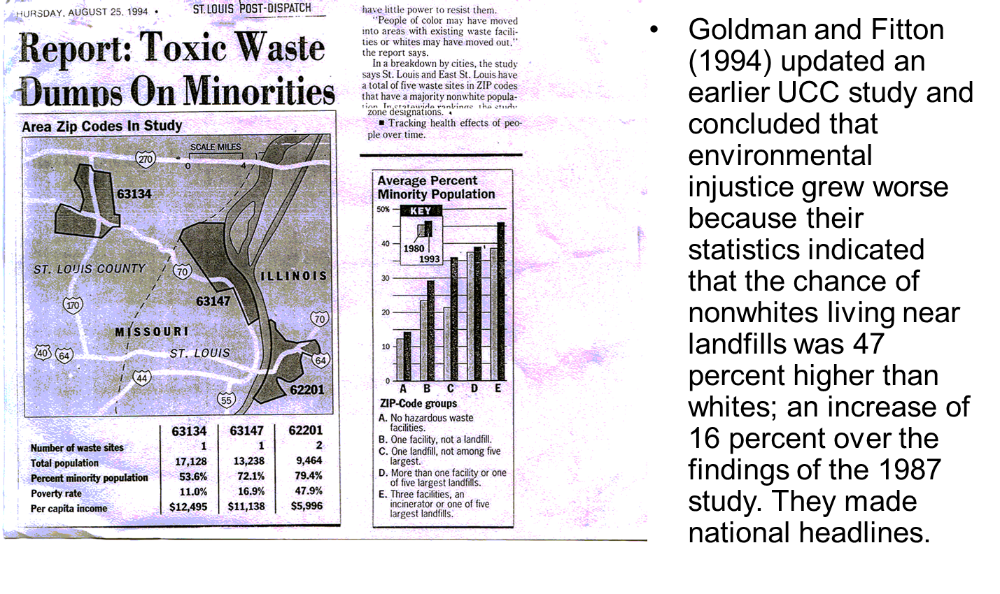 THURSDAY, AUGUST 25, 1994 •
ST. LOUIS POST-DISPATCH
Report: Toxic Waste
Dumps On Minorities
Area Zip Codes In Study
SCALE MILES
0 4
270
63134
ST. LOUIS COUNTY
70
ILLINOIS
170
63147
70
MISSOURI
40 64
ST. LOUIS
64
44
62201
55
63134 63147 62201
Number of waste sites 1 1 2
Total population 17,128 13,238 9,464
Percent minority population 53.6% 72.1% 79.4%
Poverty rate 11.0% 16.9% 47.9%
Per capita income $12,495 $11,138 $5,996
have little power to resist them.
"People of color may have moved
into areas with existing waste facili-
ties or whites may have moved out,"
the report says.
In a breakdown by cities, the study
says St. Louis and East St. Louis have
a total of five waste sites in ZIP codes
that have a majority nonwhite popula-
tion. In statewide rankings, the study
zone designations.
■ Tracking health effects of peo-
ple over time.
Average Percent
Minority Population
50%
KEY
1980
1993
40
30
20
10
0
A B C D E
ZIP-Code groups
A. No hazardous waste
facilities.
B. One facility, not a landfill.
C. One landfill, not among five
largest.
D. More than one facility or one
of five largest landfills.
E. Three facilities, an
incinerator or one of five
largest landfills.
• Goldman and Fitton
(1994) updated an
earlier UCC study and
concluded that
environmental
injustice grew worse
because their
statistics indicated
that the chance of
nonwhites living near
landfills was 47
percent higher than
whites; an increase of
16 percent over the
findings of the 1987
study. They made
national headlines.